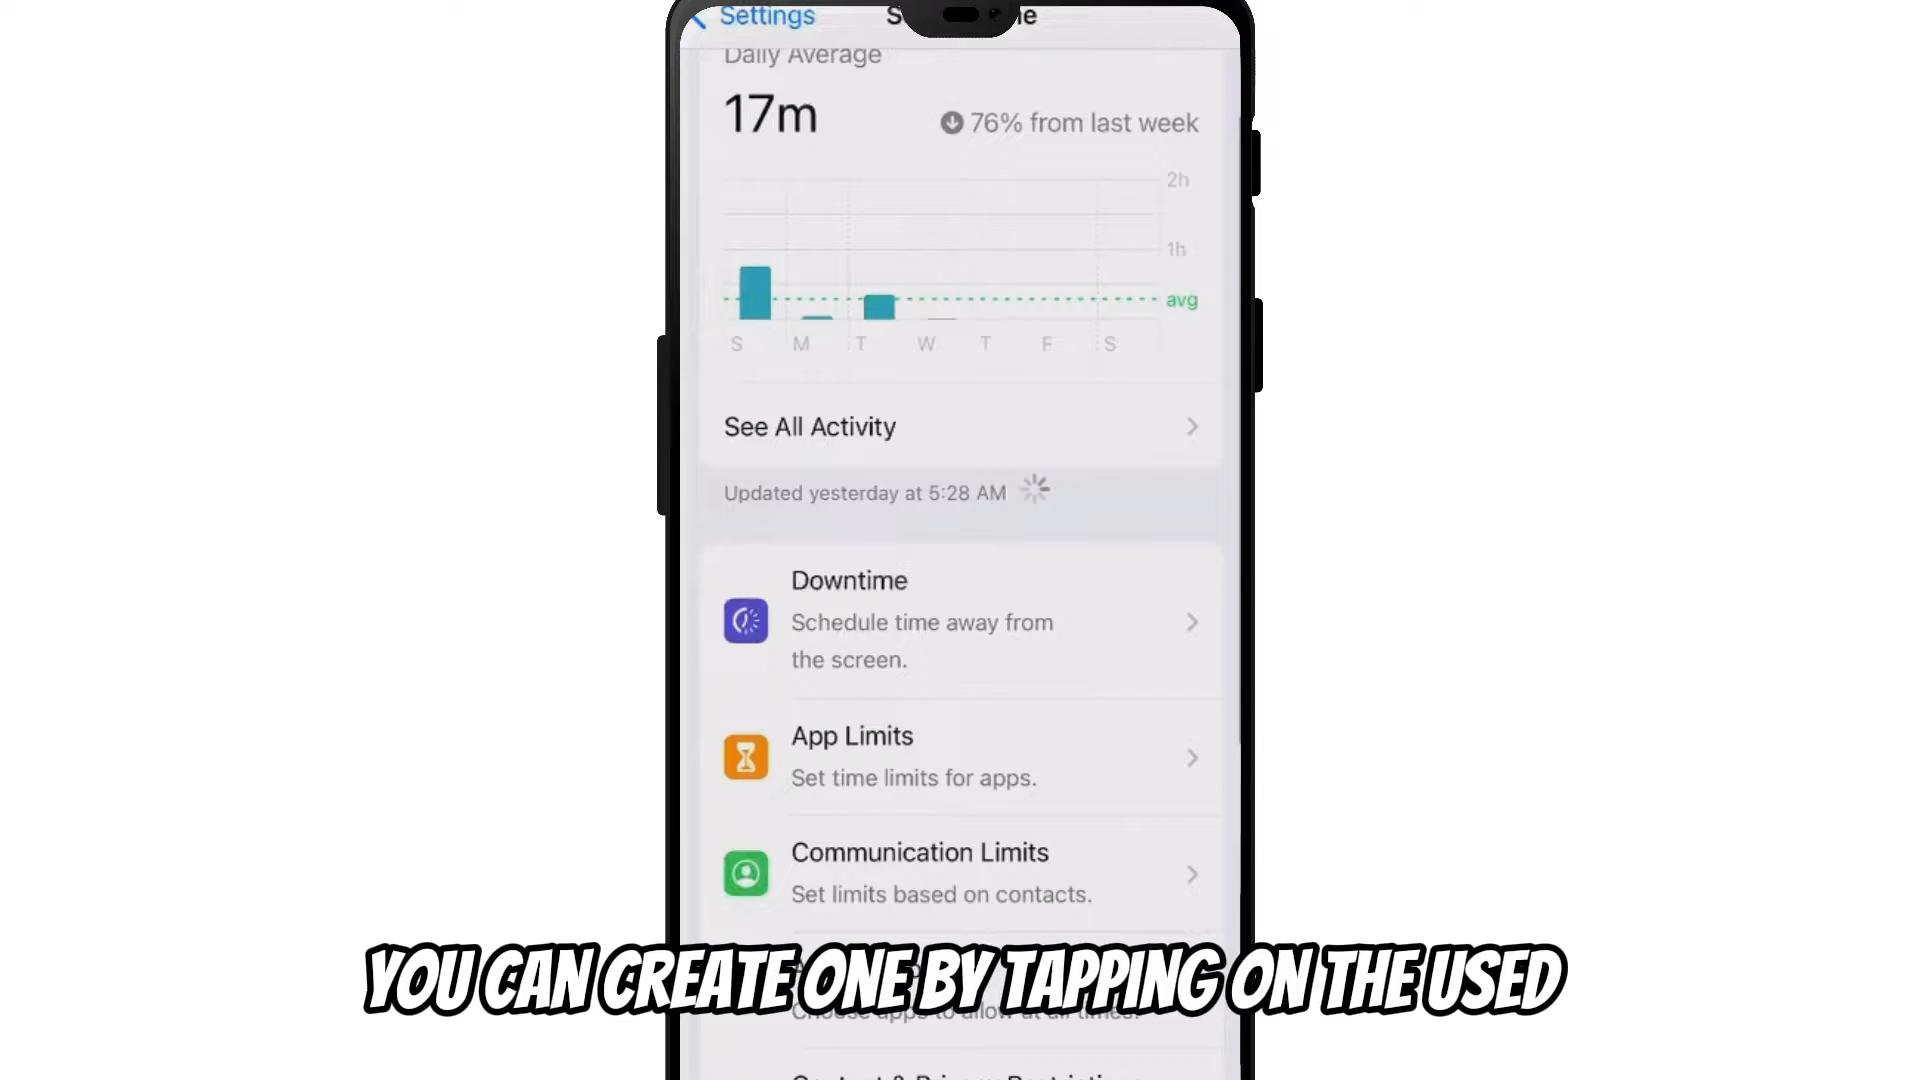 Settings
Daily Average
17m
76% from last week
2h
1h
avg
S M T W T F S
See All Activity
Updated yesterday at 5:28 AM
Downtime
Schedule time away from
the screen.
App Limits
Set time limits for apps.
Communication Limits
Set limits based on contacts.
YOU CAN CREATE ONE BY TAPPING ON THE USED
Choose apps to allow at all times.